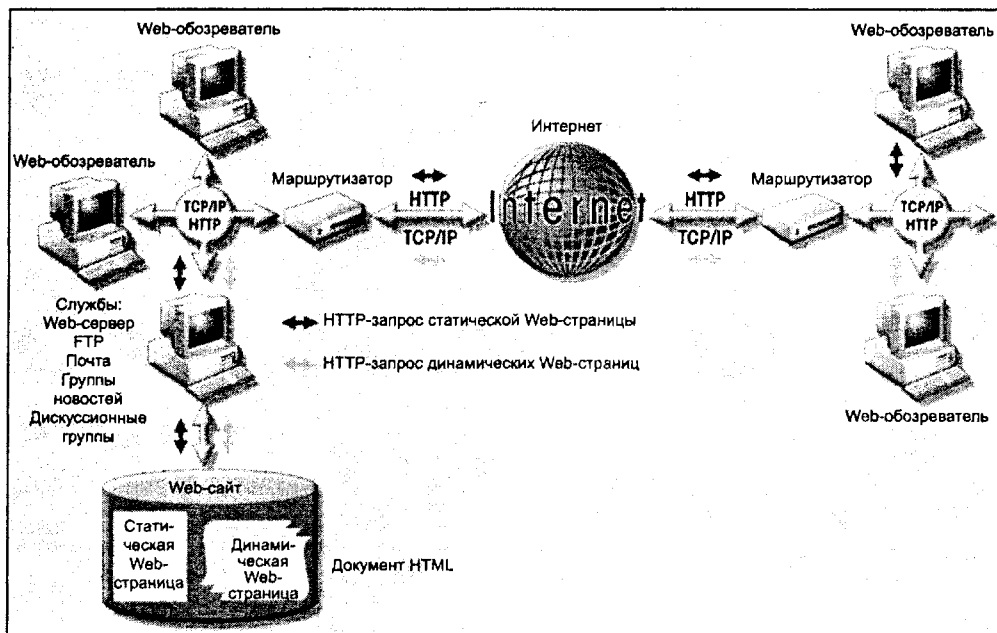 Web-обозреватель
Web-обозреватель
Интернет
Web-обозреватель
Маршрутизатор
HTTP
HTTP
Маршрутизатор
TCP/IP
HTTP
Internet
TCP/IP
HTTP
TCP/IP
TCP/IP
Службы:
Web-сервер
FTP
Почта
Группы
новостей
Дискуссионные
группы
HTTP-запрос статической Web-страницы
HTTP-запрос динамических Web-страниц
Web-обозреватель
Web-сайт
Стати-
ческая
Web-
страница
Динами-
ческая
Web-
страница
Документ HTML